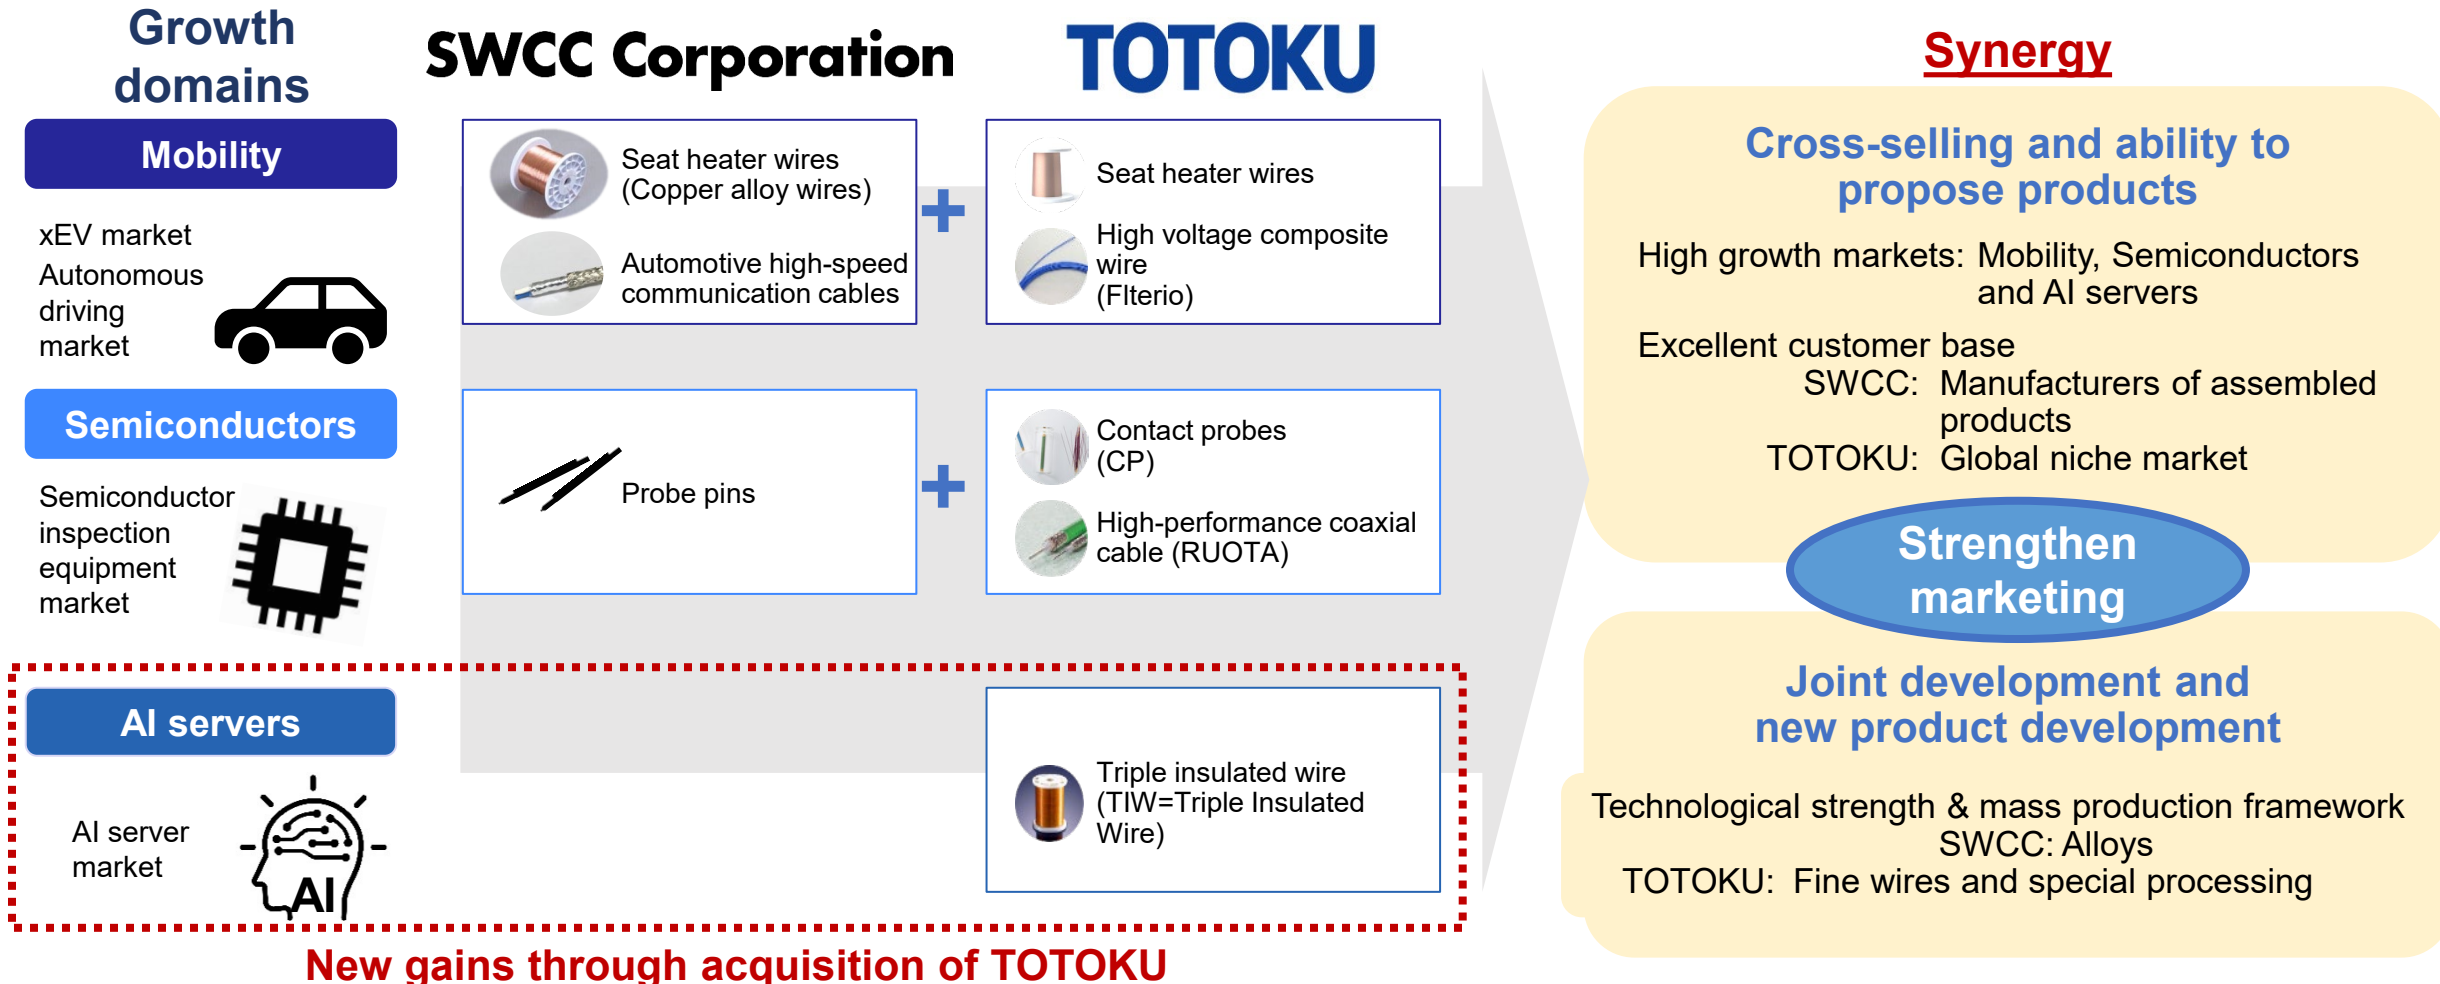 Growth
domains
SWCC Corporation
TOTOKU
Synergy
Mobility
xEV market
Autonomous
driving
market
Seat heater wires
(Copper alloy wires)
Automotive high-speed
communication cables
+
Seat heater wires
High voltage composite
wire
(Flterio)
Semiconductors
Semiconductor
inspection
equipment
market
Probe pins
+
Contact probes
(CP)
High-performance coaxial
cable (RUOTA)
AI servers
AI server
market
AI
Triple insulated wire
(TIW=Triple Insulated
Wire)
New gains through acquisition of TOTOKU
Cross-selling and ability to
propose products
High growth markets: Mobility, Semiconductors
and AI servers
Excellent customer base
SWCC: Manufacturers of assembled
products
TOTOKU: Global niche market
Strengthen
marketing
Joint development and
new product development
Technological strength & mass production framework
SWCC: Alloys
TOTOKU: Fine wires and special processing